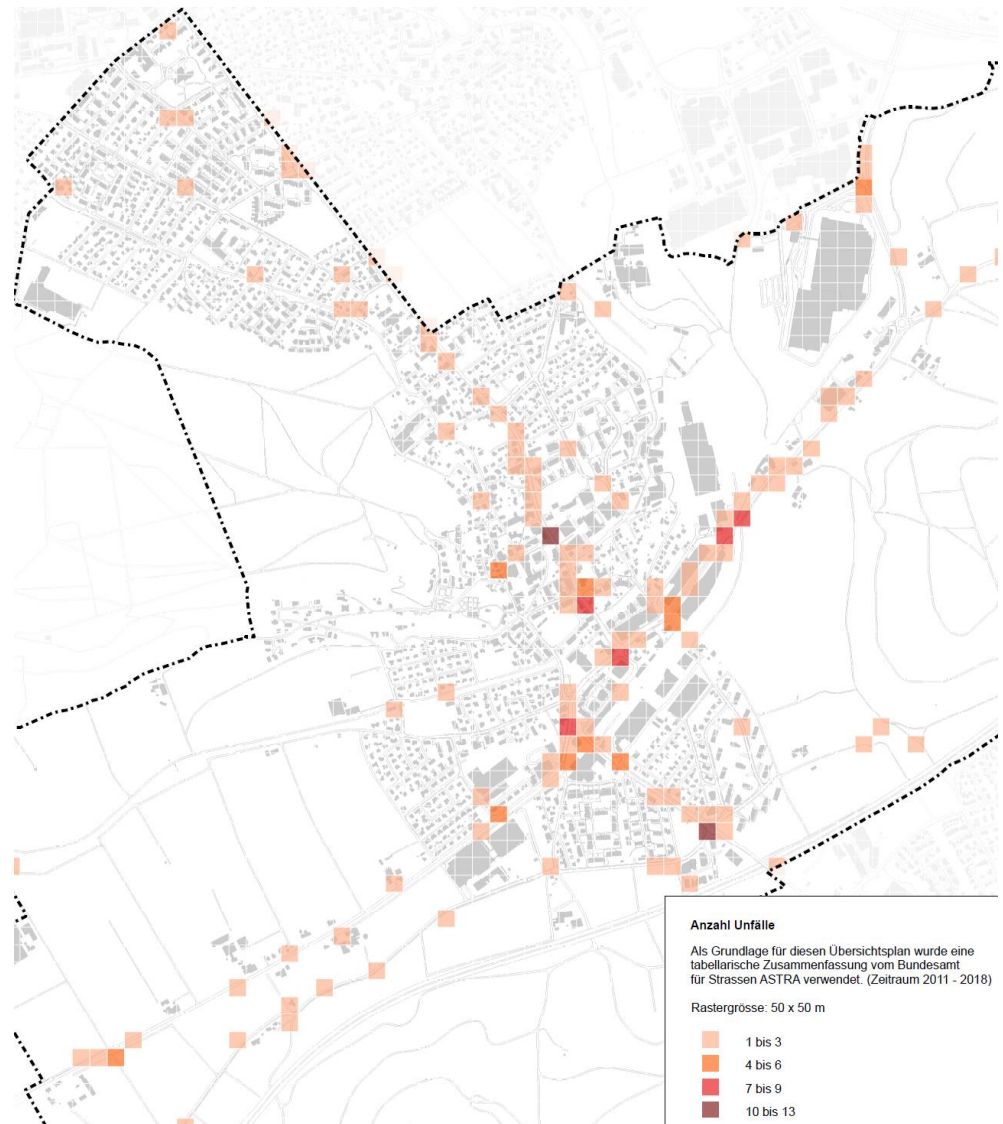 Anzahl Unfälle
Als Grundlage für diesen Übersichtsplan wurde eine
tabellarische Zusammenfassung vom Bundesamt
für Strassen ASTRA verwendet. (Zeitraum 2011 - 2018)
Rastergrösse: 50 x 50 m
1 bis 3
4 bis 6
7 bis 9
10 bis 13